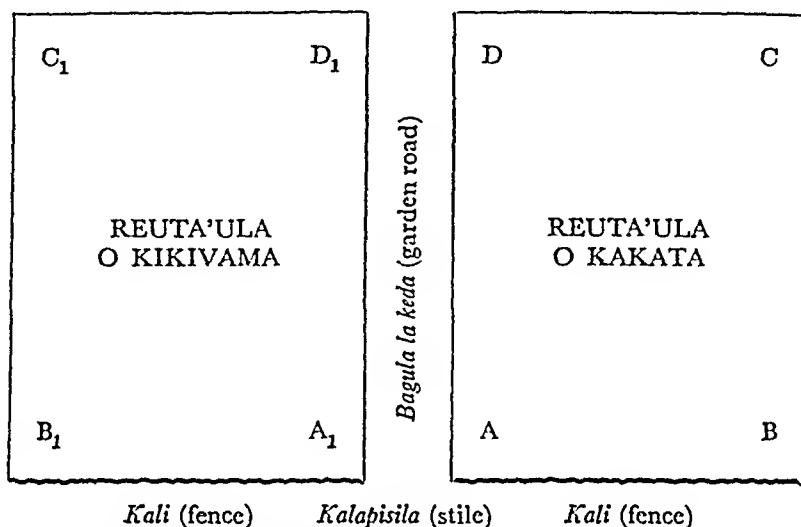 C₁ D₁ D C
REUTA'ULA
O KIKIVAMA
Bagula la keda (garden road)
REUTA'ULA
O KAKATA
B₁ A₁ A B
Kali (fence) Kalapisila (stile) Kali (fence)